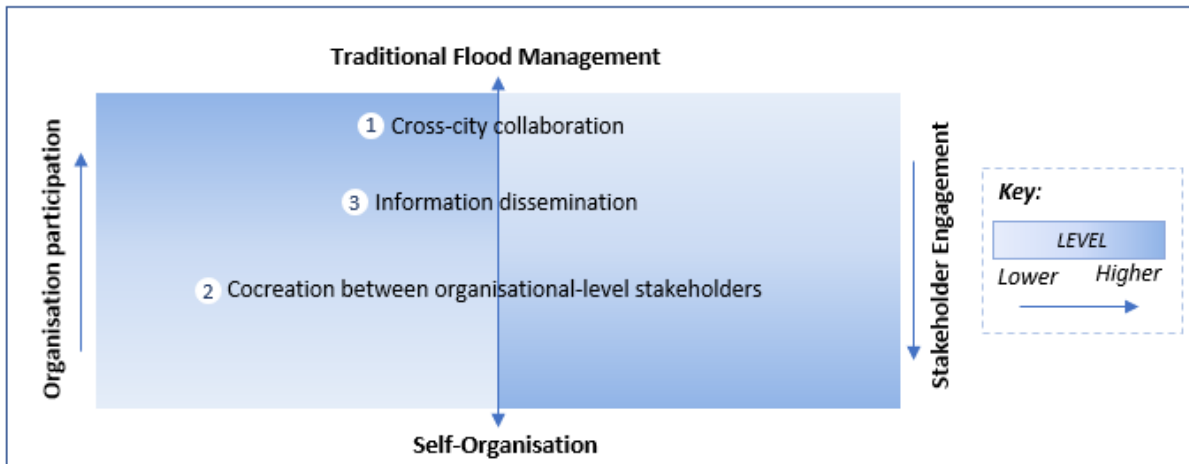 Traditional Flood Management
Organisation participation
1 Cross-city collaboration
3 Information dissemination
2 Cocreation between organisational-level stakeholders
Self-Organisation
Stakeholder Engagement
Key:
LEVEL
Lower Higher